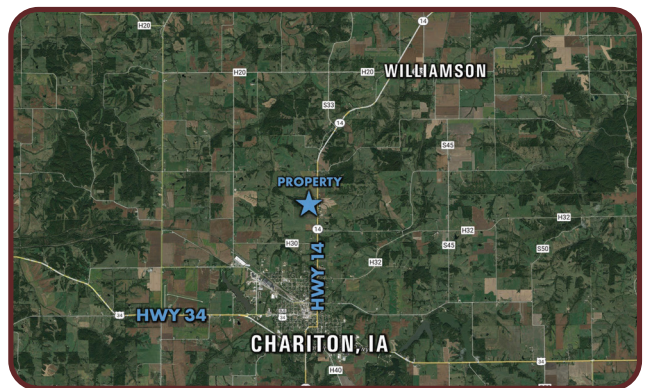 14
H20
H20
H20
WILLIAMSON
S33
14
S45
PROPERTY
H32
14
H32
H30
HWY 14
S45
S50
H32
34
HWY 34
34
CHARITON, IA
34
H40